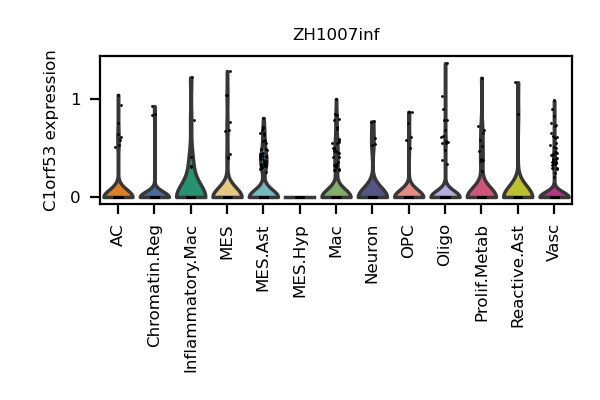 ZH1007inf
C1orf53 expression
1
0
AC
Chromatin.Reg
Inflammatory.Mac
MES
MES.Ast
MES.Hyp
Mac
Neuron
OPC
Oligo
Prolif.Metab
Reactive.Ast
Vasc